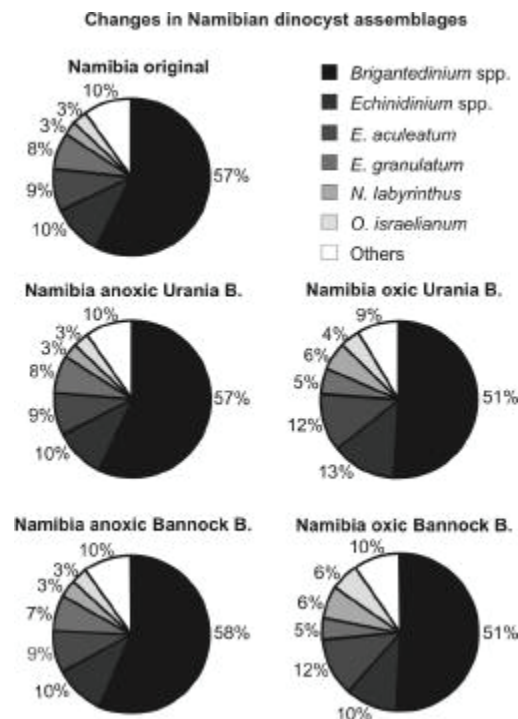 Changes in Namibian dinocyst assemblages
Namibia original
10%
3%
3%
8%
9%
10%
57%
Brigantedinium spp.
Echinidinium spp.
E. aculeatum
E. granulatum
N. labyrinthus
O. israelianum
Others
Namibia anoxic Urania B.
10%
3%
3%
8%
9%
10%
57%
Namibia oxic Urania B.
9%
4%
6%
5%
12%
13%
51%
Namibia anoxic Bannock B.
10%
3%
3%
7%
9%
10%
58%
Namibia oxic Bannock B.
10%
6%
6%
5%
12%
10%
51%